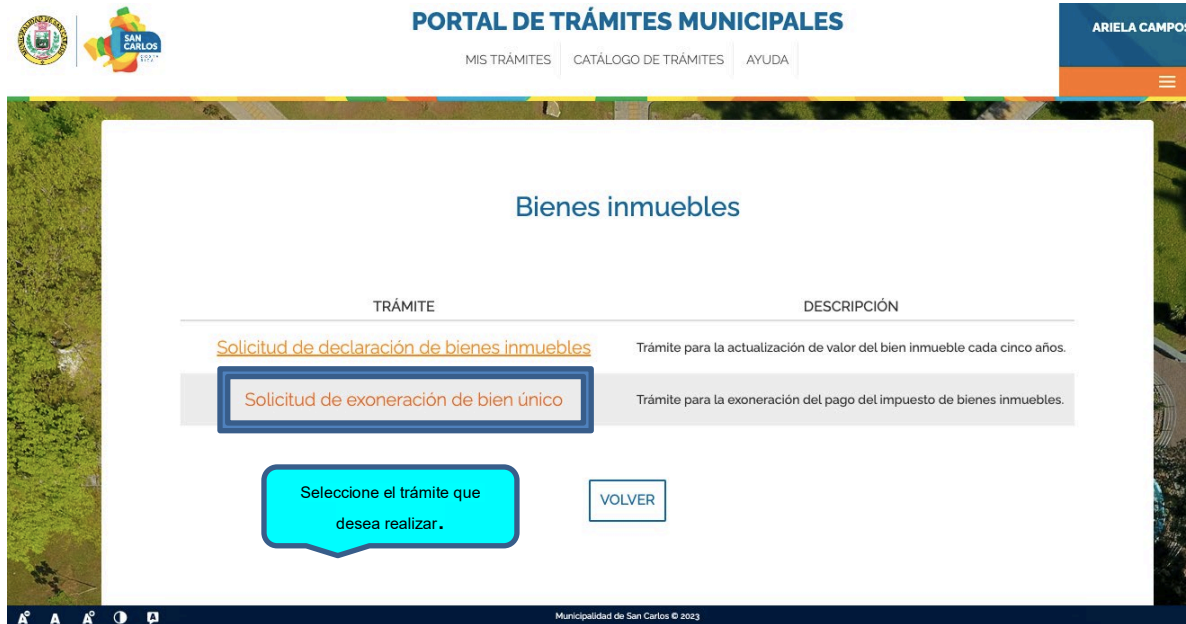 PORTAL DE TRÁMITES MUNICIPALES
ARIELA CAMPOS
SAN
CARLOS
MIS TRÁMITES CATÁLOGO DE TRÁMITES AYUDA
Bienes inmuebles
TRÁMITE DESCRIPCIÓN
Solicitud de declaración de bienes inmuebles Trámite para la actualización de valor del bien inmueble cada cinco años.
Solicitud de exoneración de bien único Trámite para la exoneración del pago del impuesto de bienes inmuebles.
Seleccione el trámite que
desea realizar.
VOLVER
Municipalidad de San Carlos © 2023